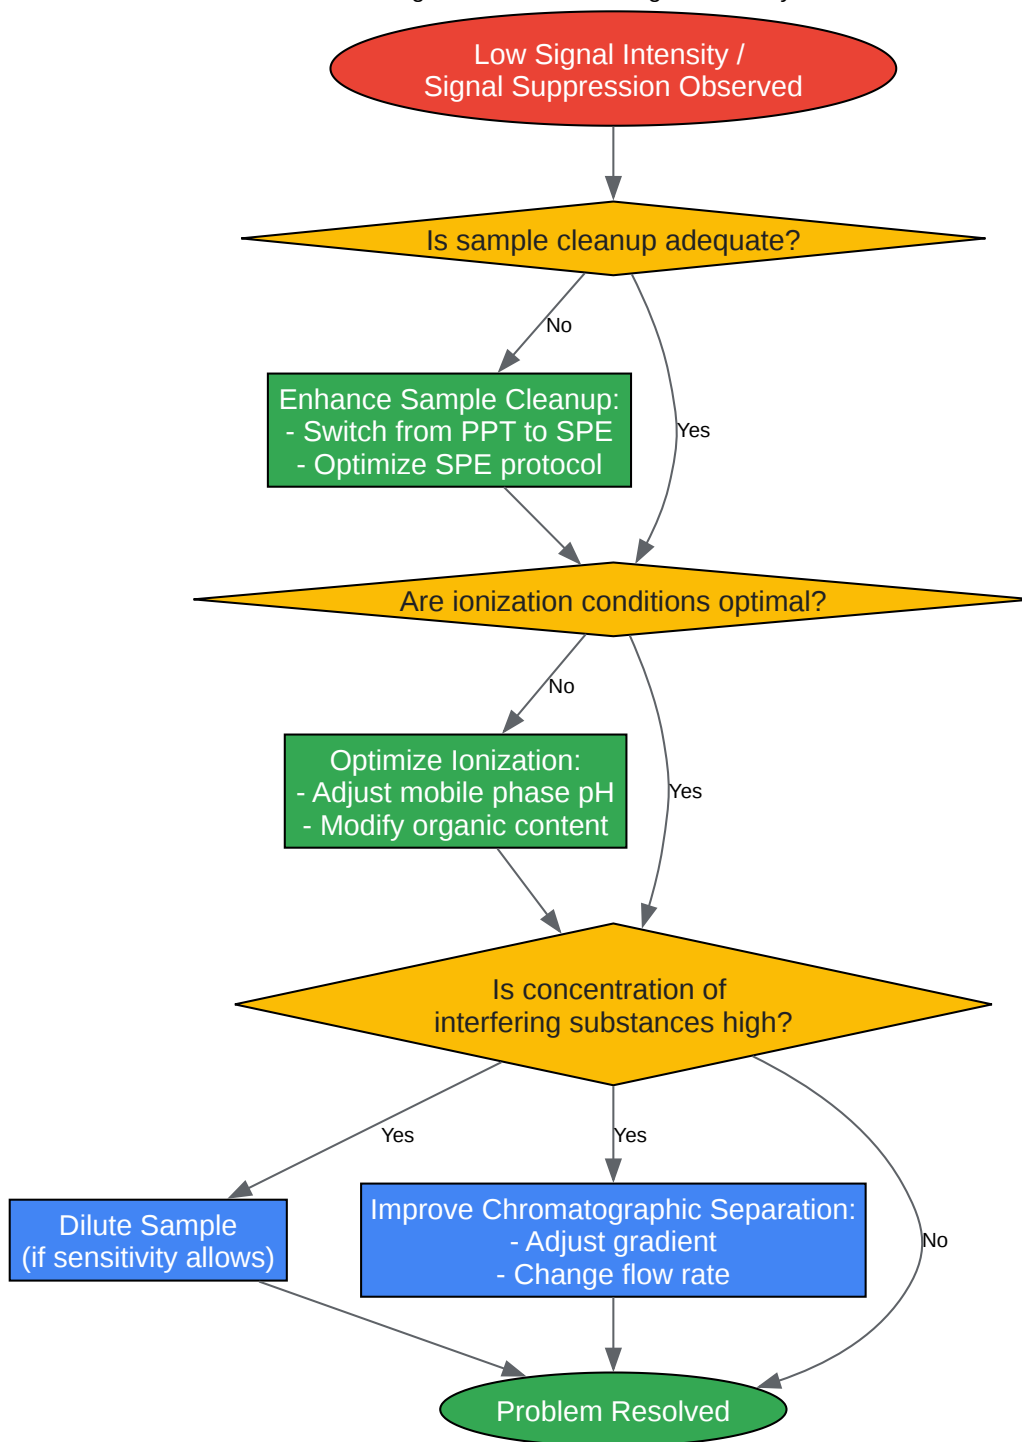 Low Signal Intensity /
Signal Suppression Observed
Is sample cleanup adequate?
No
Enhance Sample Cleanup:
- Switch from PPT to SPE
- Optimize SPE protocol
Yes
Are ionization conditions optimal?
No
Optimize Ionization:
- Adjust mobile phase pH
- Modify organic content
Yes
Is concentration of
interfering substances high?
Yes
Yes
No
Dilute Sample
(if sensitivity allows)
Improve Chromatographic Separation:
- Adjust gradient
- Change flow rate
Problem Resolved